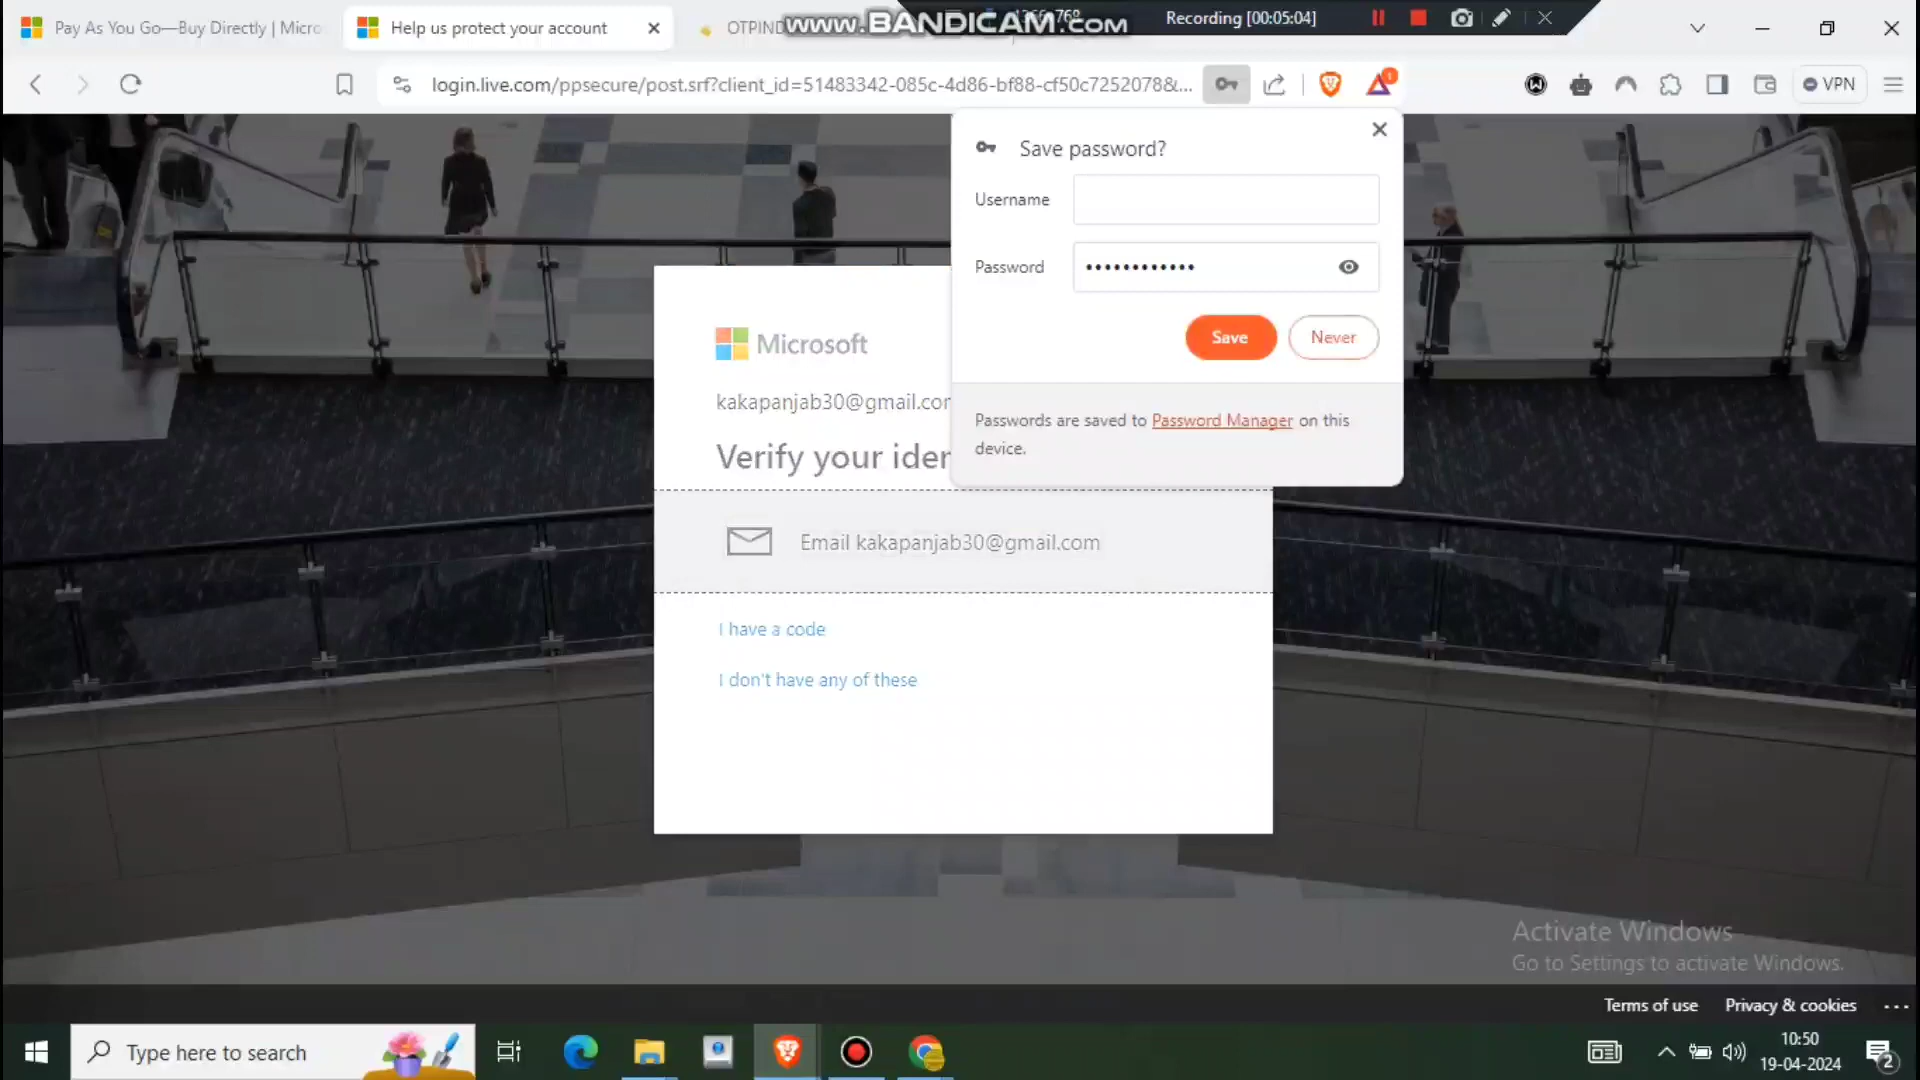 Pay As You Go—Buy Directly | Micro
Help us protect your account
OTPIND
www.BANDICAM.com
Recording [00:05:04]
login.live.com/ppsecure/post.srf?client_id=51483342-085c-4d86-bf88-cf50c7252078&...
VPN
Save password?
Username
Password
••••••••••••
Save
Never
Passwords are saved to Password Manager on this
device.
Microsoft
kakapanjab30@gmail.com
Verify your iden
Email kakapanjab30@gmail.com
I have a code
I don't have any of these
Activate Windows
Go to Settings to activate Windows.
Terms of use
Privacy & cookies
Type here to search
10:50
19-04-2024
2